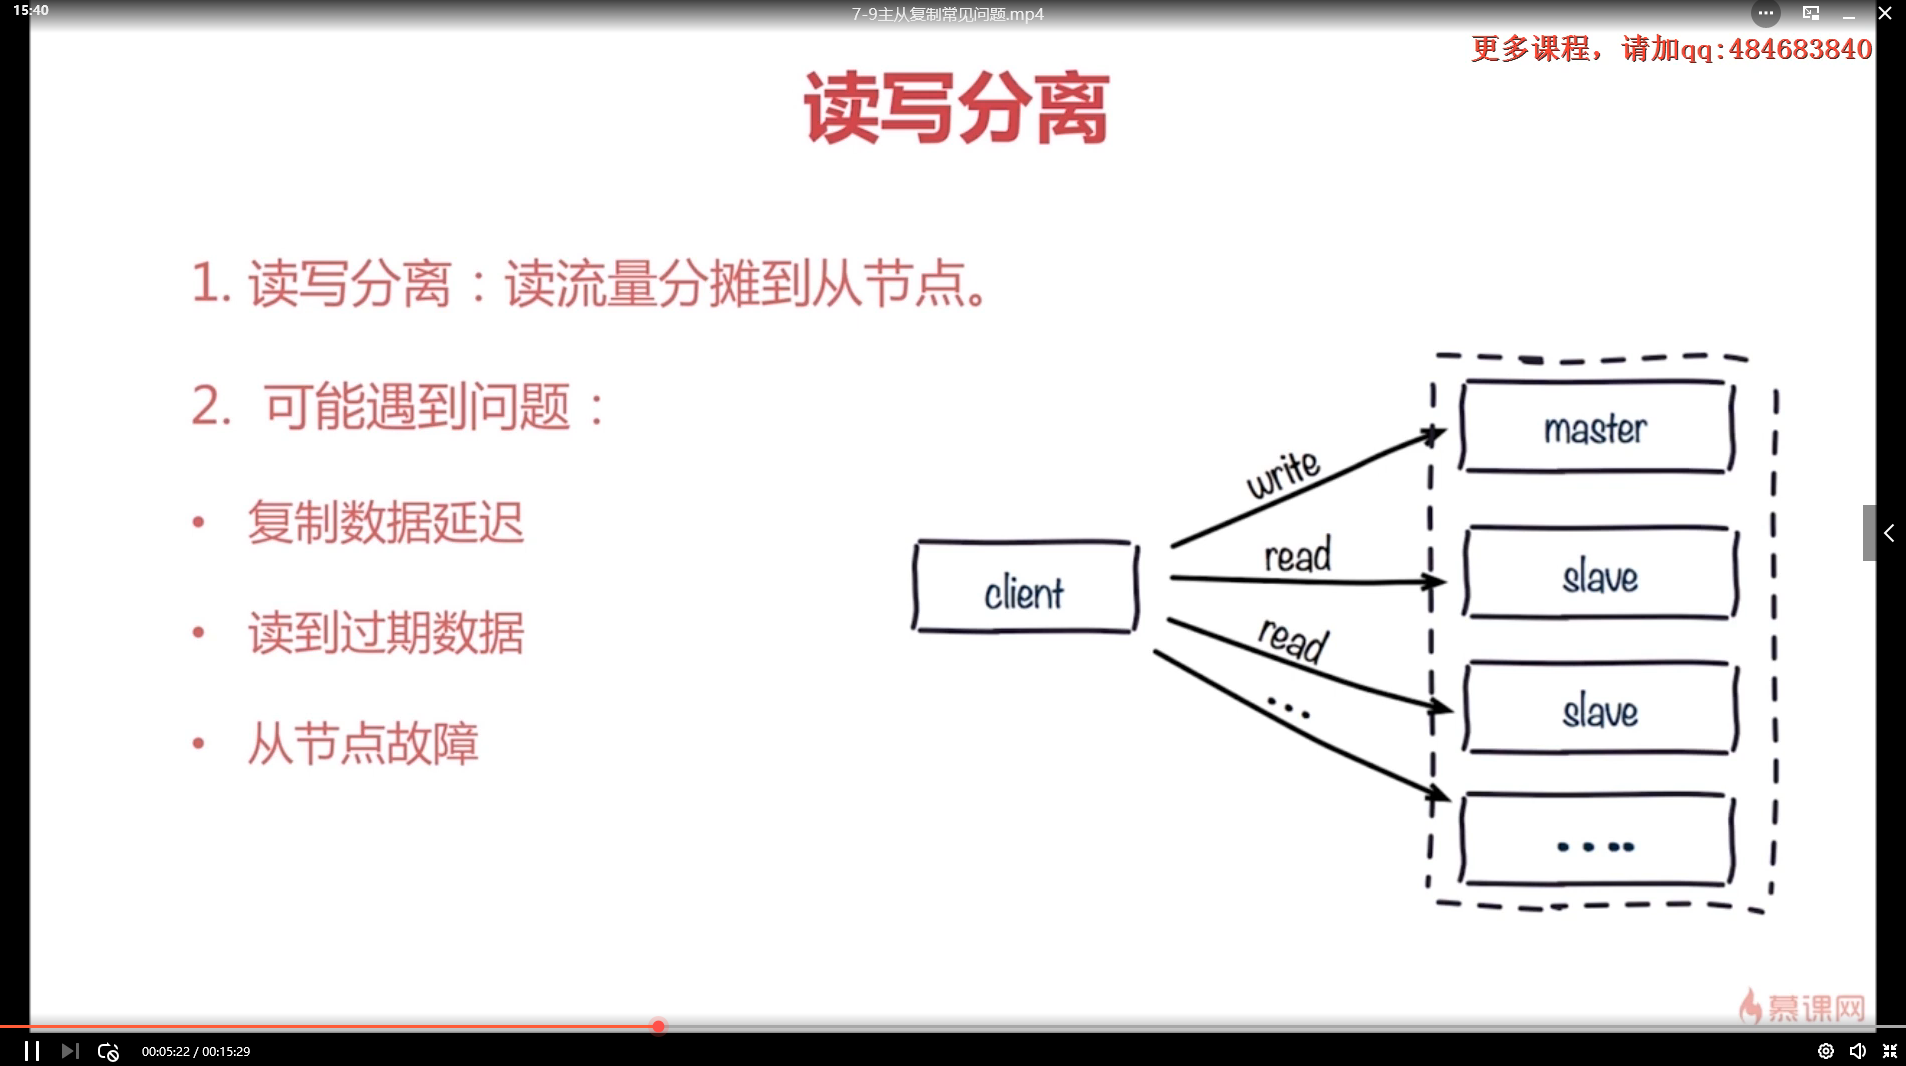 15:40
7-9主从复制常见问题.mp4
更多课程，请加qq:484683840
读写分离
1. 读写分离：读流量分摊到从节点。
2. 可能遇到问题：
• 复制数据延迟
• 读到过期数据
• 从节点故障
client
write
read
read
...
master
slave
slave
....
慕课网
00:05:22 / 00:15:29